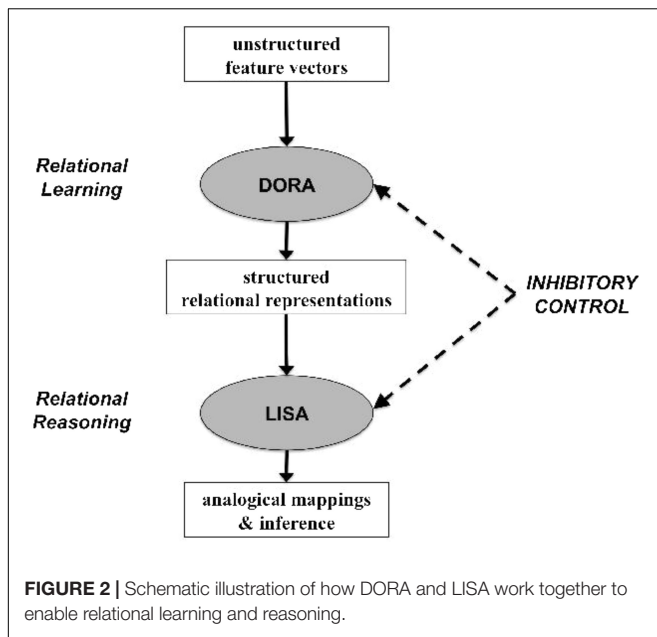 unstructured
feature vectors
Relational
Learning
DORA
structured
relational representations
INHIBITORY
CONTROL
Relational
Reasoning
LISA
analogical mappings
& inference
FIGURE 2 | Schematic illustration of how DORA and LISA work together to
enable relational learning and reasoning.